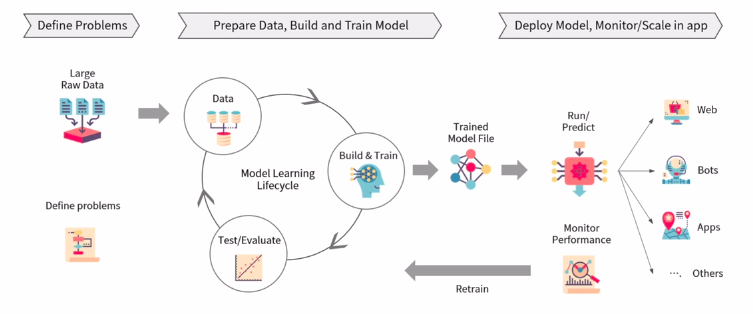 Define Problems
Prepare Data, Build and Train Model
Deploy Model, Monitor/Scale in app
Large
Raw Data
Define problems
Data
Build & Train
Model Learning
Lifecycle
Test/Evaluate
Trained
Model File
Run/
Predict
Monitor
Performance
Retrain
Web
Bots
Apps
···. Others